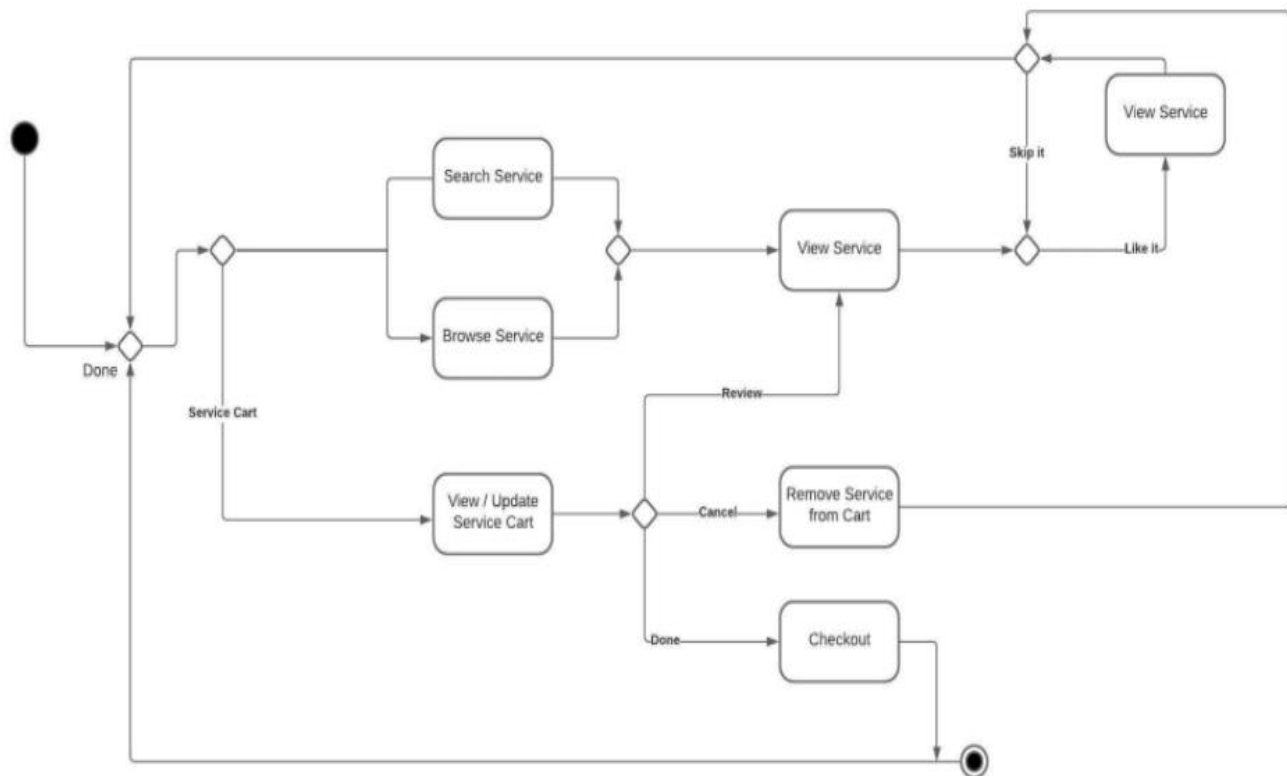 View Service
Skip it
Search Service
View Service
Like it
Browse Service
Done
Review
Service Cart
View / Update
Service Cart
Cancel
Remove Service
from Cart
Done
Checkout